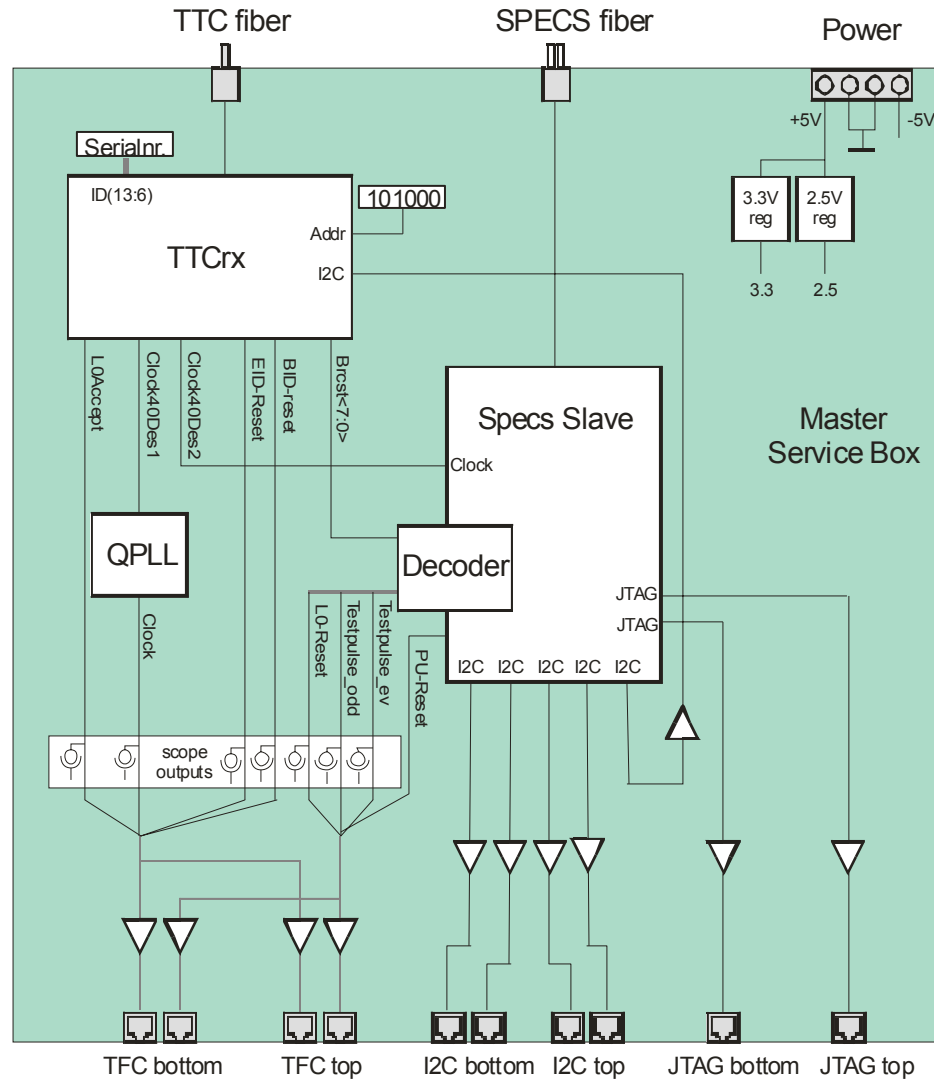 TTC fiber
SPECS fiber
Power
+5V
-5V
Serialnr.
ID(13:6)
101000
Addr
TTCrx
I2C
3.3V
reg
2.5V
reg
3.3
2.5
L0Accept
Clock40Des1
Clock40Des2
EID-Reset
BID-reset
Brcst<7:0>
Specs Slave
Clock
Master
Service Box
QPLL
Decoder
Clock
L0-Reset
Testpulse_odd
Testpulse_ev
PU-Reset
JTAG
JTAG
I2C
I2C
I2C
I2C
I2C
scope
outputs
TFC bottom
TFC top
I2C bottom
I2C top
JTAG bottom
JTAG top